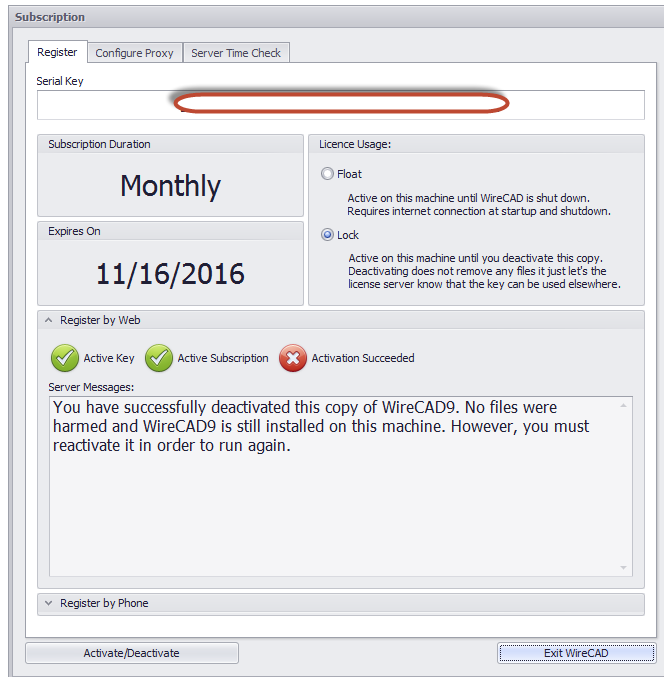 Subscription
Register
Configure Proxy
Server Time Check
Serial Key
Subscription Duration
Monthly
Expires On
11/16/2016
Licence Usage:
Float
Active on this machine until WireCAD is shut down.
Requires internet connection at startup and shutdown.
Lock
Active on this machine until you deactivate this copy.
Deactivating does not remove any files it just let's the
license server know that the key can be used elsewhere.
Register by Web
Active Key
Active Subscription
Activation Succeeded
Server Messages:
You have successfully deactivated this copy of WireCAD9. No files were
harmed and WireCAD9 is still installed on this machine. However, you must
reactivate it in order to run again.
Register by Phone
Activate/Deactivate
Exit WireCAD